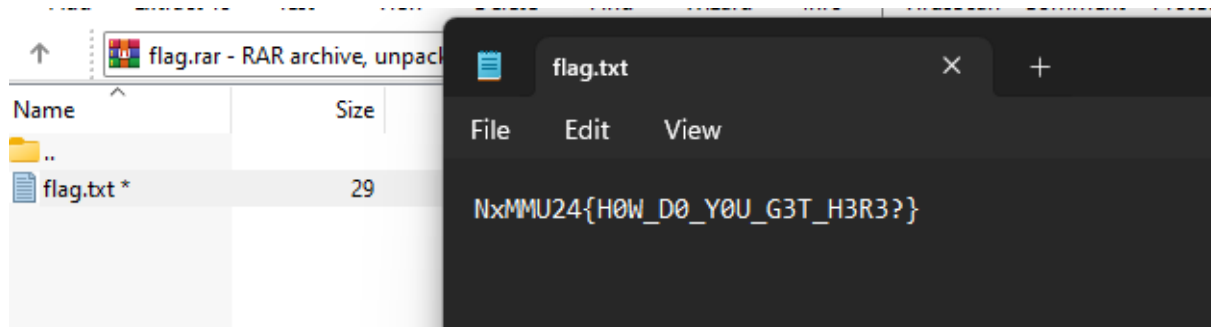 flag.rar - RAR archive, unpack
Name Size
..
flag.txt * 29
flag.txt
File Edit View
NxMMU24{H0W_D0_Y0U_G3T_H3R3?}